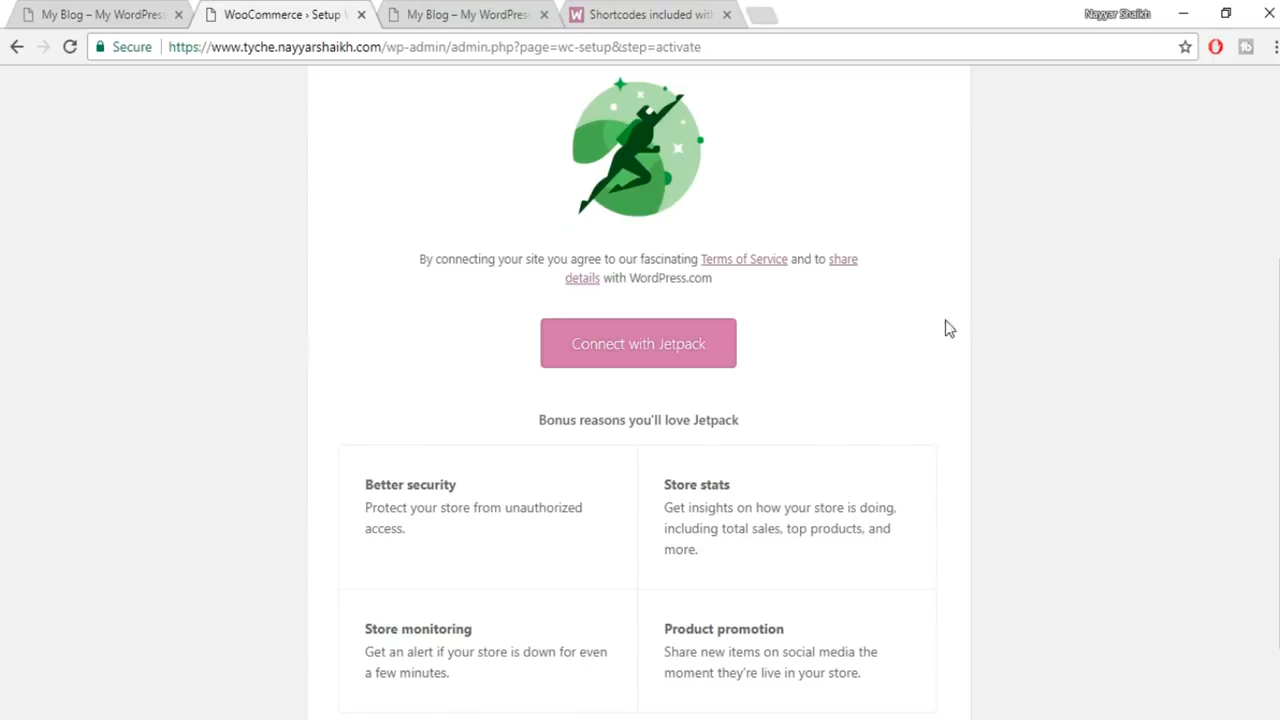 My Blog – My WordPress
WooCommerce › Setup
My Blog – My WordPress
Shortcodes included with
Nayyar Shaikh
Secure
https://www.tyche.nayyarshaikh.com/wp-admin/admin.php?page=wc-setup&step=activate
By connecting your site you agree to our fascinating Terms of Service and to share
details with WordPress.com
Connect with Jetpack
Bonus reasons you'll love Jetpack
Better security
Protect your store from unauthorized
access.
Store stats
Get insights on how your store is doing,
including total sales, top products, and
more.
Store monitoring
Get an alert if your store is down for even
a few minutes.
Product promotion
Share new items on social media the
moment they're live in your store.